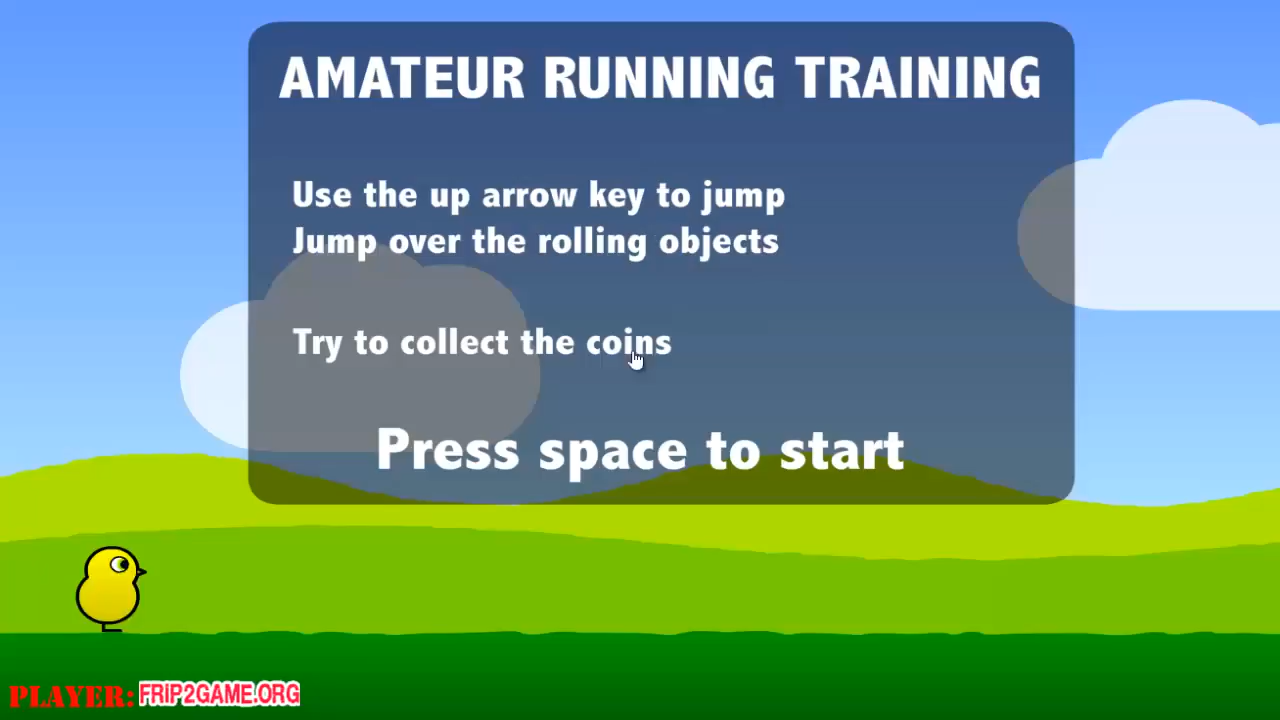 AMATEUR RUNNING TRAINING
Use the up arrow key to jump
Jump over the rolling objects
Try to collect the coins
Press space to start
PLAYER: FRIP2GAME.ORG